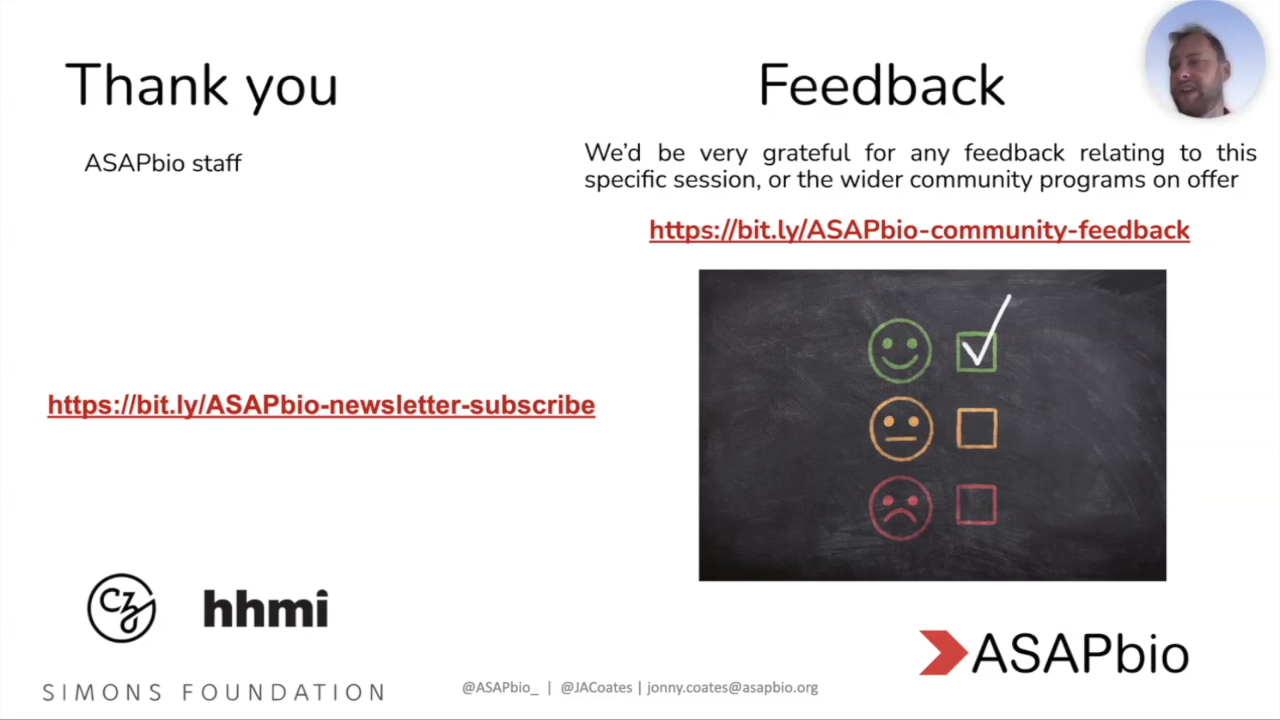 Thank you
ASAPbio staff
https://bit.ly/ASAPbio-newsletter-subscribe
Feedback
We'd be very grateful for any feedback relating to this
specific session, or the wider community programs on offer
https://bit.ly/ASAPbio-community-feedback
CZ
hhmi
SIMONS FOUNDATION
@ASAPbio_ | @JACoates | jonny.coates@asapbio.org
ASAPbio